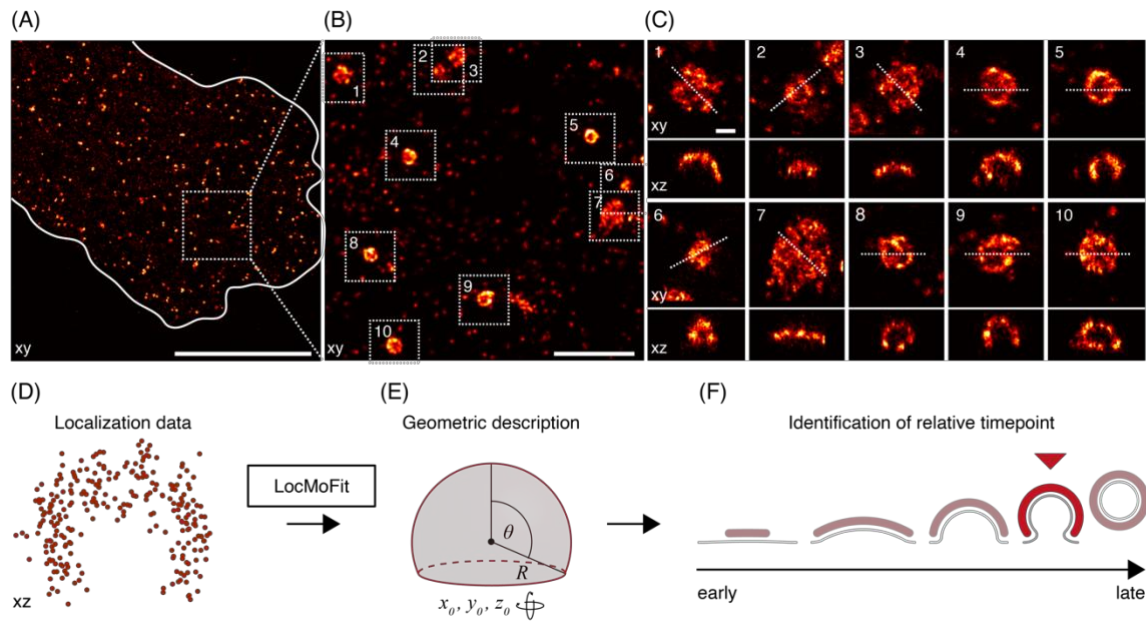 (A)
(B)
(C)
xy
1
2
3
4
5
6
7
8
9
10
xy
1
2
3
4
5
xy
xz
6
7
8
9
10
xy
xz
(D)
(E)
(F)
Localization data
Geometric description
Identification of relative timepoint
LocMoFit
xz
θ
R
x₀, y₀, z₀
early
late